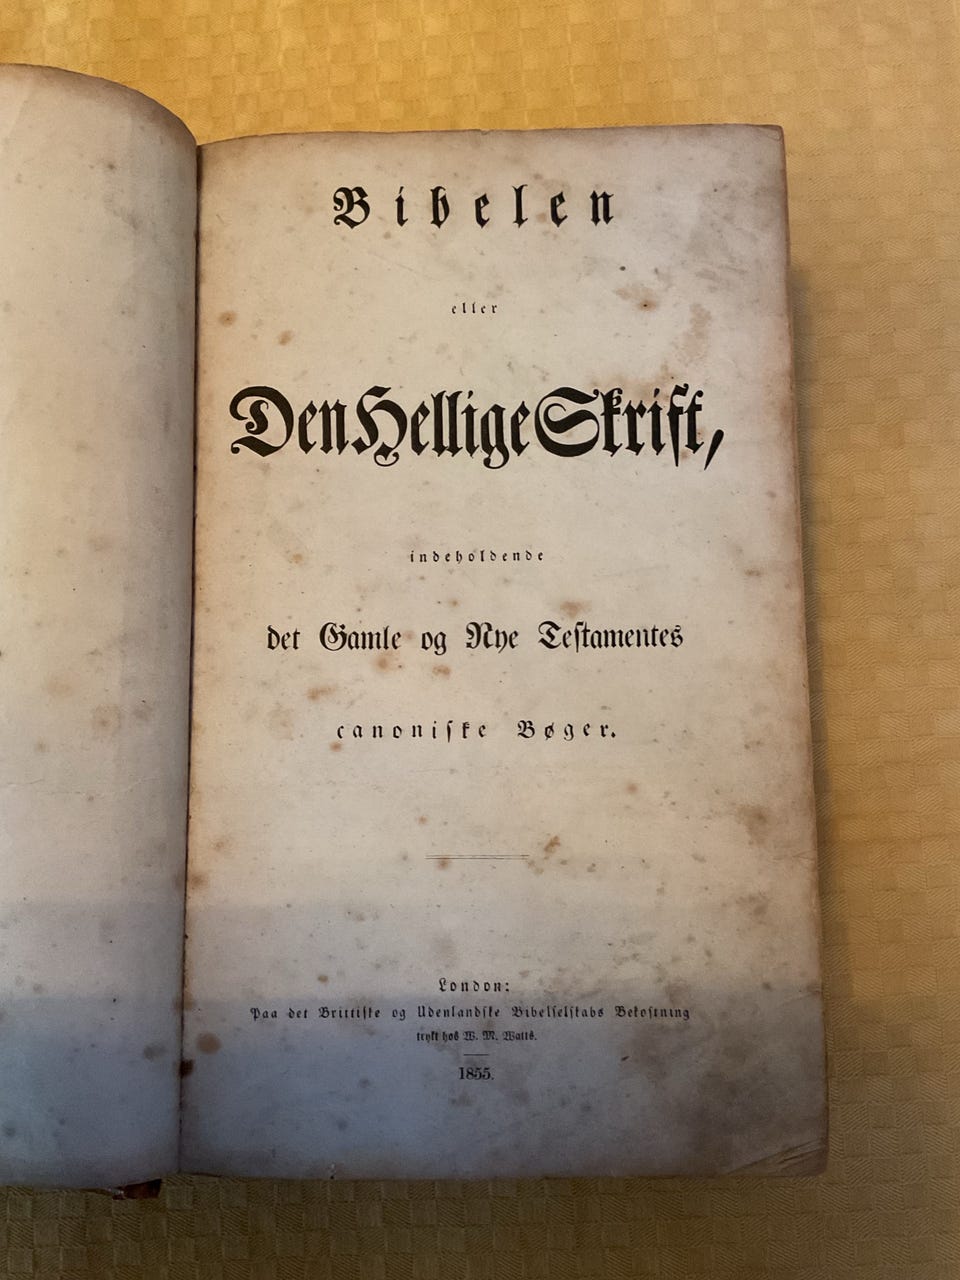 Bibelen
eller
Den Hellige Skrift,
indeholdende
det Gamle og Nye Testamentes
canoniske Bøger.
London:
Paa det Brittiske og Udenlandske Bibelselskabs Bekostning
trykt hos W. M. Watts.
1855.